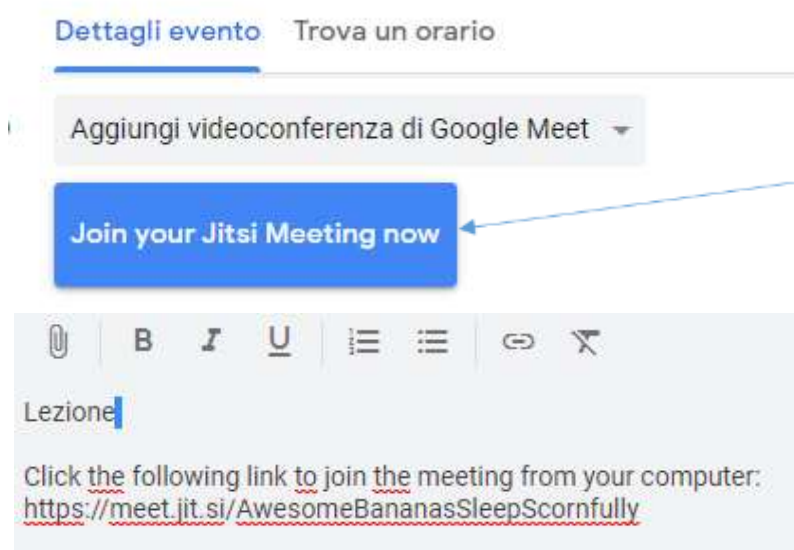 Dettagli evento Trova un orario
Aggiungi videoconferenza di Google Meet
Join your Jitsi Meeting now
B I U
Lezione
Click the following link to join the meeting from your computer:
https://meet.jit.si/AwesomeBananasSleepScornfully